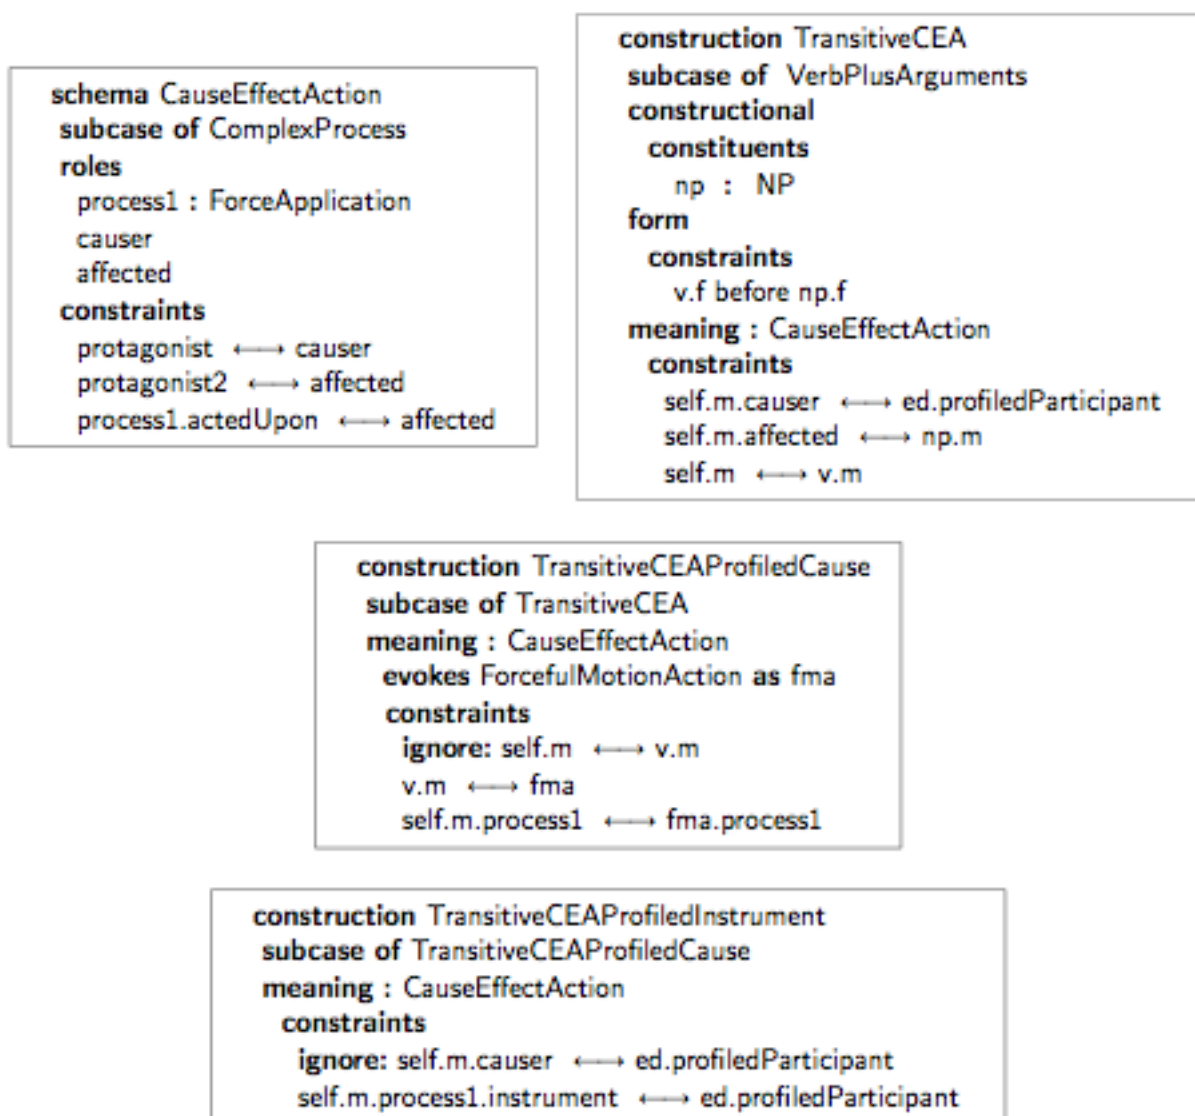 schema CauseEffectAction
subcase of ComplexProcess
roles
process1 : ForceApplication
causer
affected
constraints
protagonist ⟷ causer
protagonist2 ⟷ affected
process1.actedUpon ⟷ affected
construction TransitiveCEA
subcase of VerbPlusArguments
constructional
constituents
np : NP
form
constraints
v.f before np.f
meaning : CauseEffectAction
constraints
self.m.causer ⟷ ed.profiledParticipant
self.m.affected ⟷ np.m
self.m ⟷ v.m
construction TransitiveCEAProfiledCause
subcase of TransitiveCEA
meaning : CauseEffectAction
evokes ForcefulMotionAction as fma
constraints
ignore: self.m ⟷ v.m
v.m ⟷ fma
self.m.process1 ⟷ fma.process1
construction TransitiveCEAProfiledInstrument
subcase of TransitiveCEAProfiledCause
meaning : CauseEffectAction
constraints
ignore: self.m.causer ⟷ ed.profiledParticipant
self.m.process1.instrument ⟷ ed.profiledParticipant